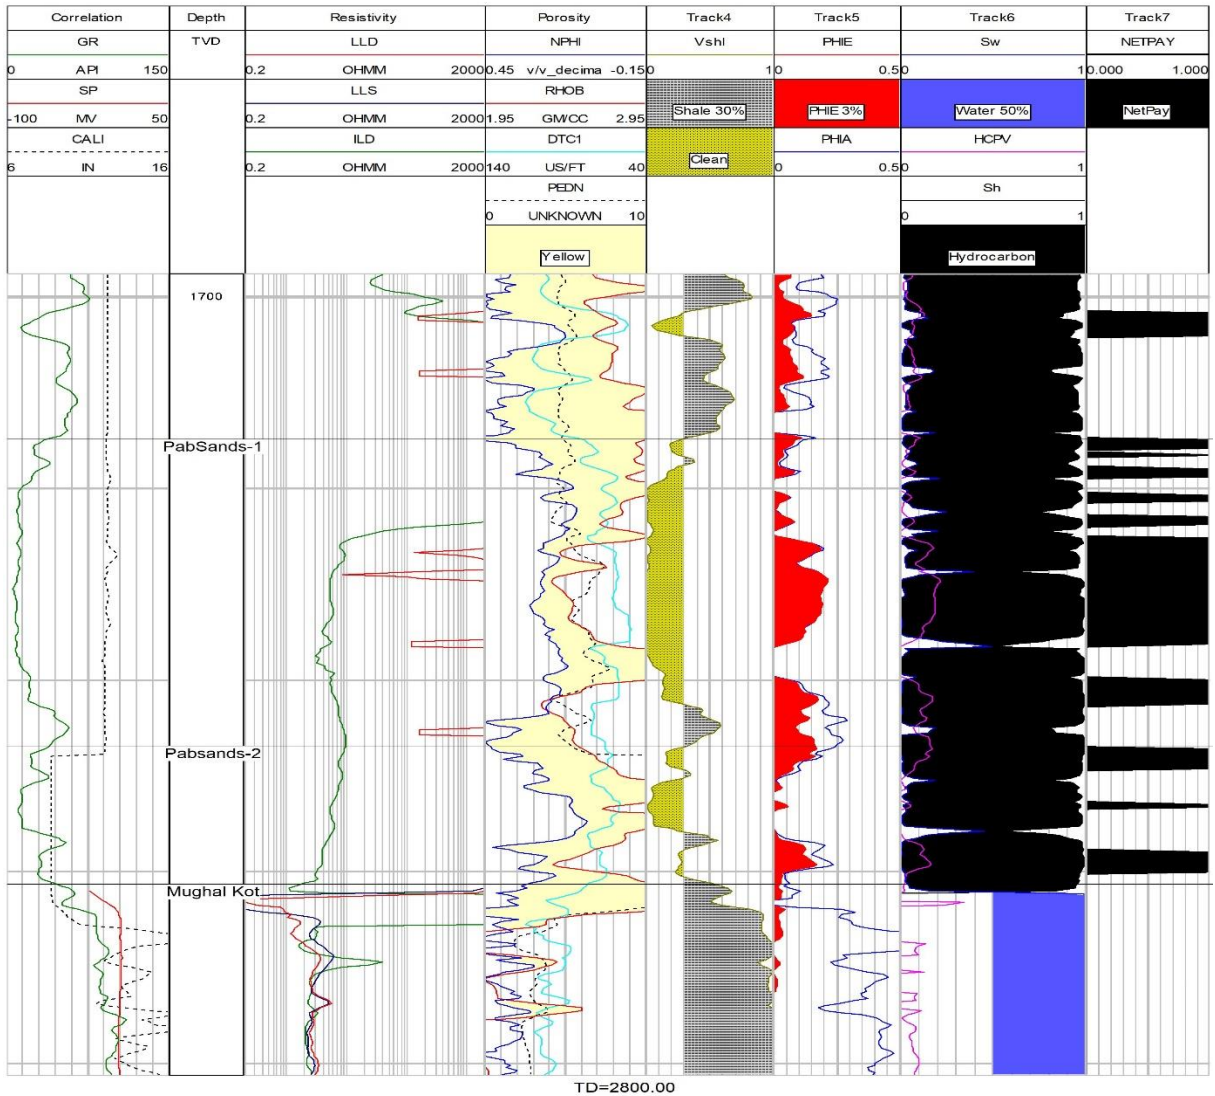 Correlation Depth Resistivity Porosity Track4 Track5 Track6 Track7
GR TVD LLD NPHI Vshl PHIE Sw NETPAY
0 API 150 0.2 OHMM 2000 0.45 v/v_decima -0.15 0 1 0 0.5 0 1 0.000 1.000
SP LLS RHOB
-100 MV 50 0.2 OHMM 2000 1.95 GM/CC 2.95 Shale 30% PHIE 3% Water 50% NetPay
CALI ILD DTC1 PHIA HCPV
6 IN 16 0.2 OHMM 2000 140 US/FT 40 Clean 0 0.5 0 1
PEDN Sh
0 UNKNOWN 10 0 1
Yellow Hydrocarbon
1700
PabSands-1
Pabsands-2
Mughal Kot
TD=2800.00